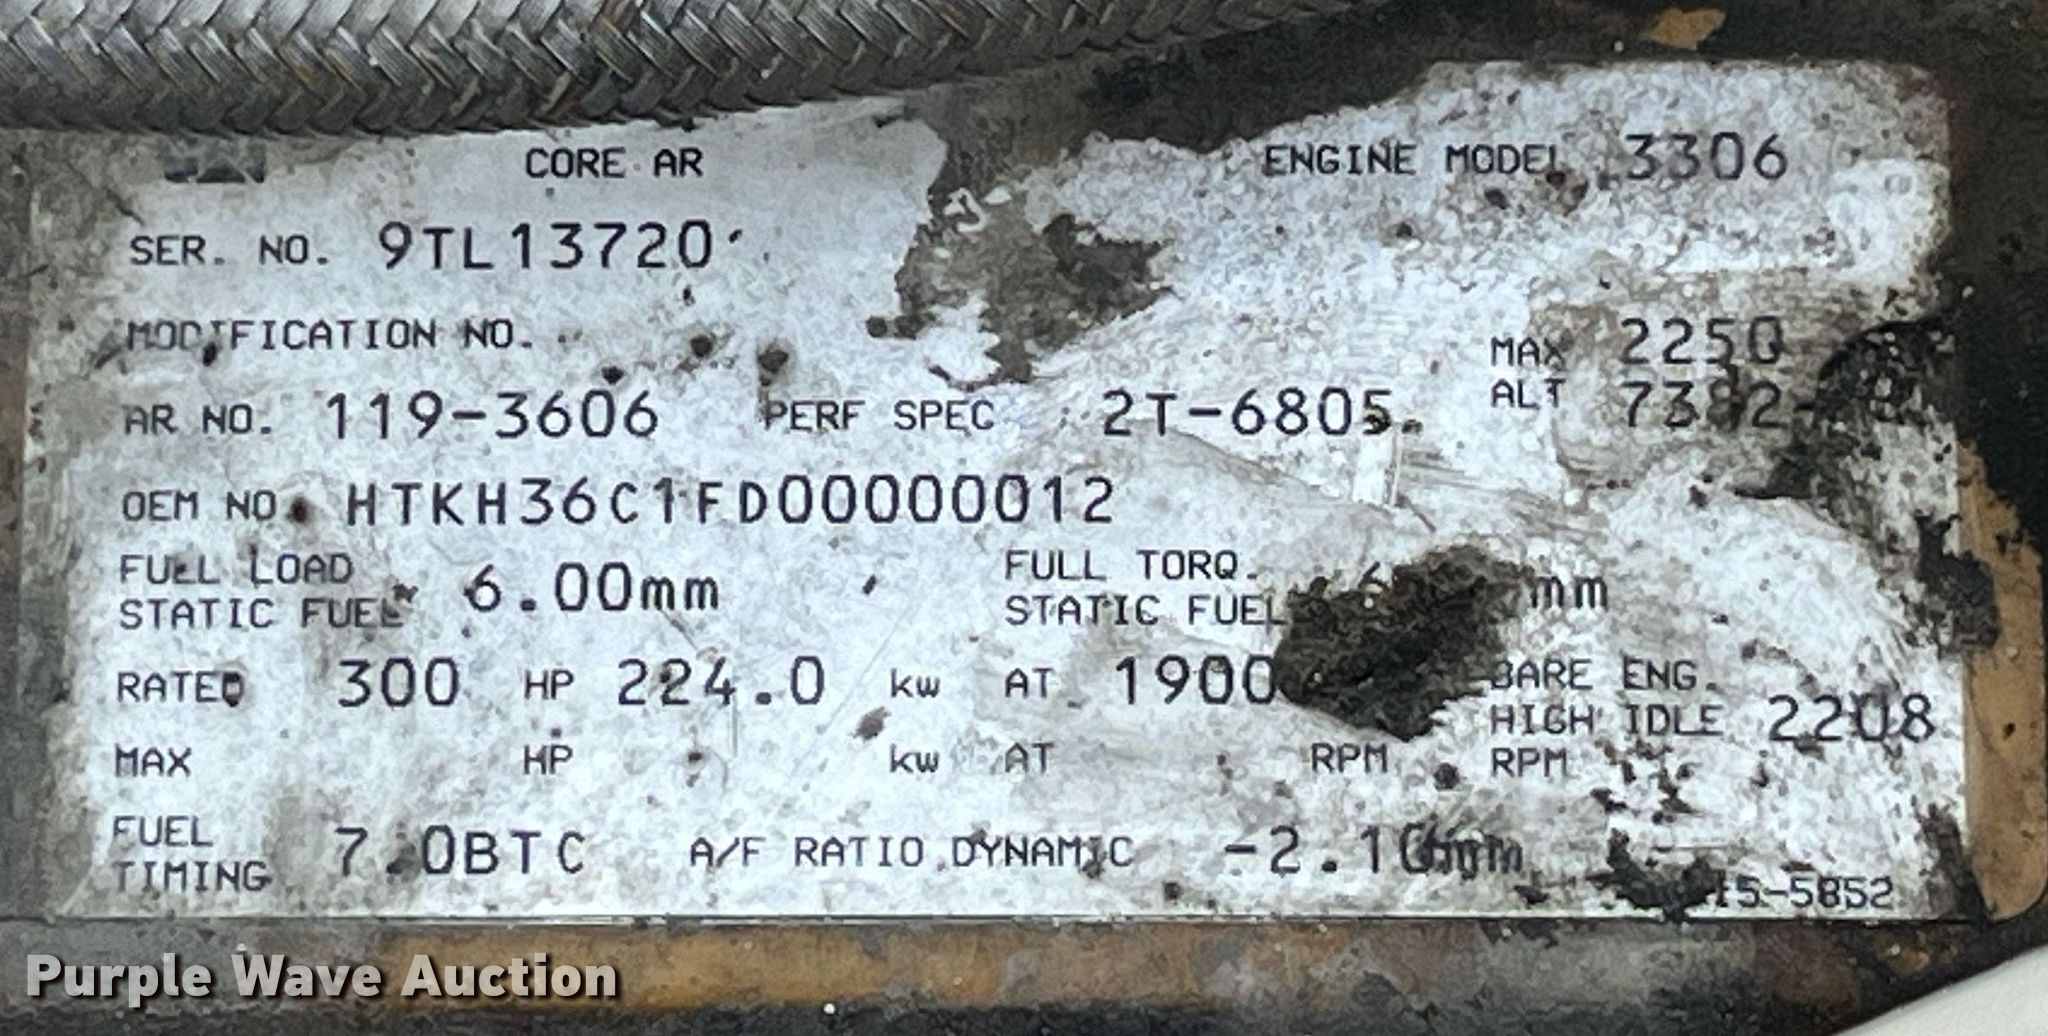 CORE AR ENGINE MODEL 3306
SER. NO. 9TL13720
MODIFICATION NO.
MAX 2250
ALT
AR NO. 119-3606 PERF SPEC 2T-6805
OEM NO HTKH36C1FD00000012
FULL LOAD
STATIC FUEL 6.00mm
FULL TORQ.
STATIC FUEL mm
RATED 300 HP 224.0 kw AT 1900
BARE ENG.
HIGH IDLE 2208
RPM
MAX HP kw AT RPM
FUEL
TIMING 7.0BTC A/F RATIO DYNAMIC -2.10mm
Purple Wave Auction